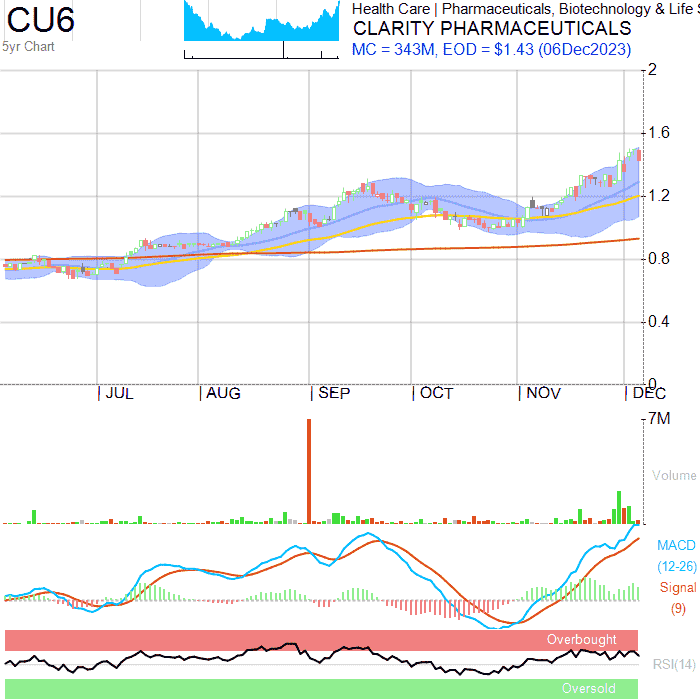 CU6
5yr Chart
Health Care | Pharmaceuticals, Biotechnology & Life
CLARITY PHARMACEUTICALS
MC = 343M, EOD = $1.43 (06Dec2023)
2
1.6
1.2
0.8
0.4
0
JUL AUG SEP OCT NOV DEC
7M
Volume
MACD
(12-26)
Signal
(9)
Overbought
RSI(14)
Oversold